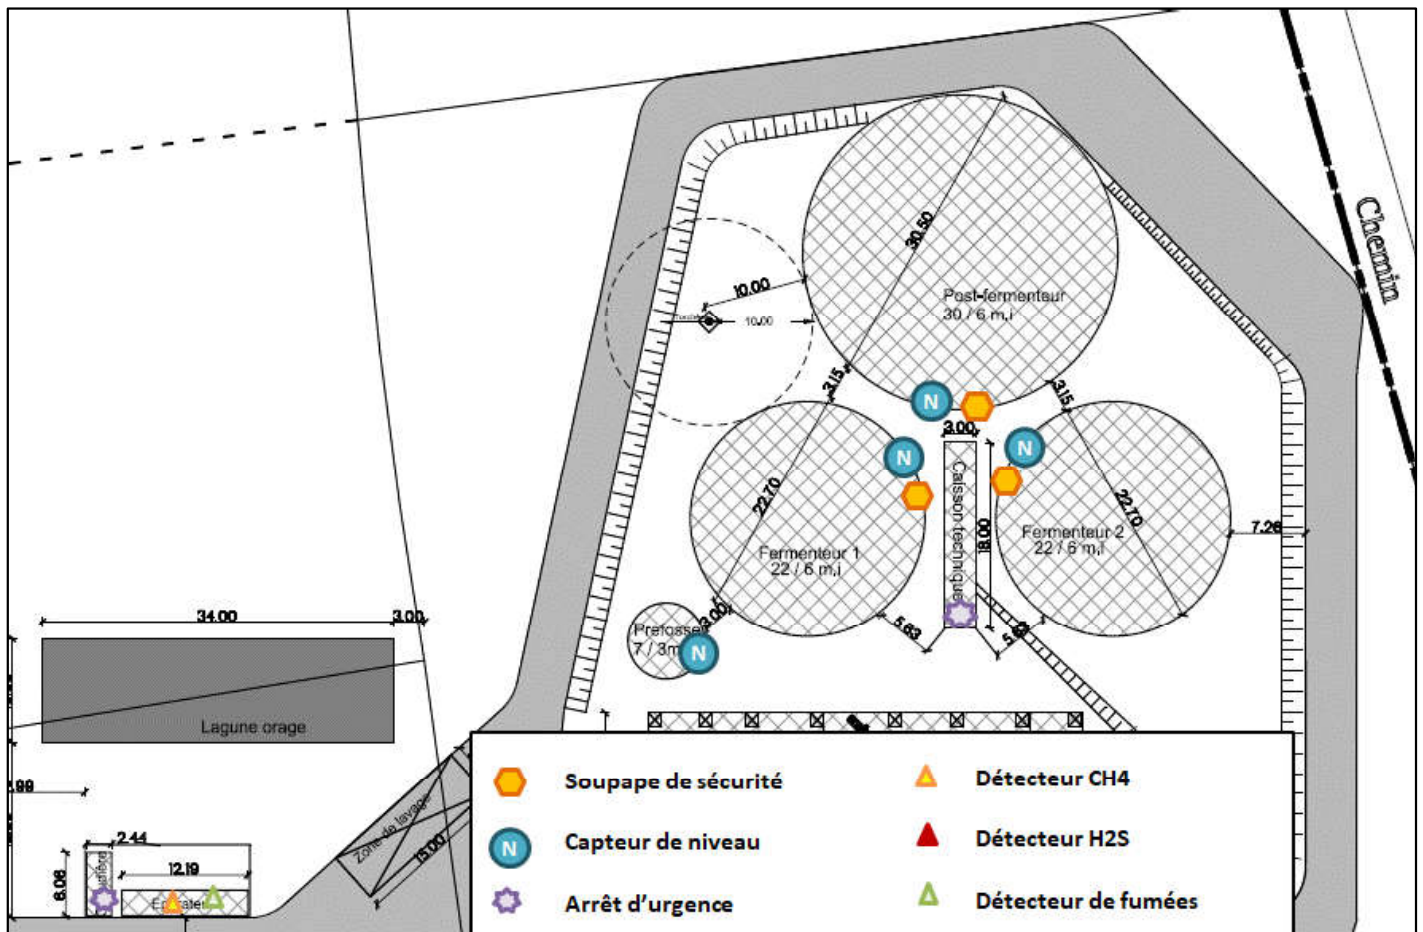 Chemin
30.50
10.00
10.00
Post-fermenteur
30 / 6 m,i
3.15
3.15
N
3.00
N
N
22.70
22.70
Caisson technique
18.00
7.26
Fermenteur 1
22 / 6 m,i
Fermenteur 2
22 / 6 m,i
3.00
5.63
5.63
34.00
3.00
7 / 3m
N
Lagune orage
.99
2.44
6.06
12.19
Zone de lavage
15.00
Soupape de sécurité
Détecteur CH4
N
Capteur de niveau
Détecteur H2S
Arrêt d’urgence
Détecteur de fumées